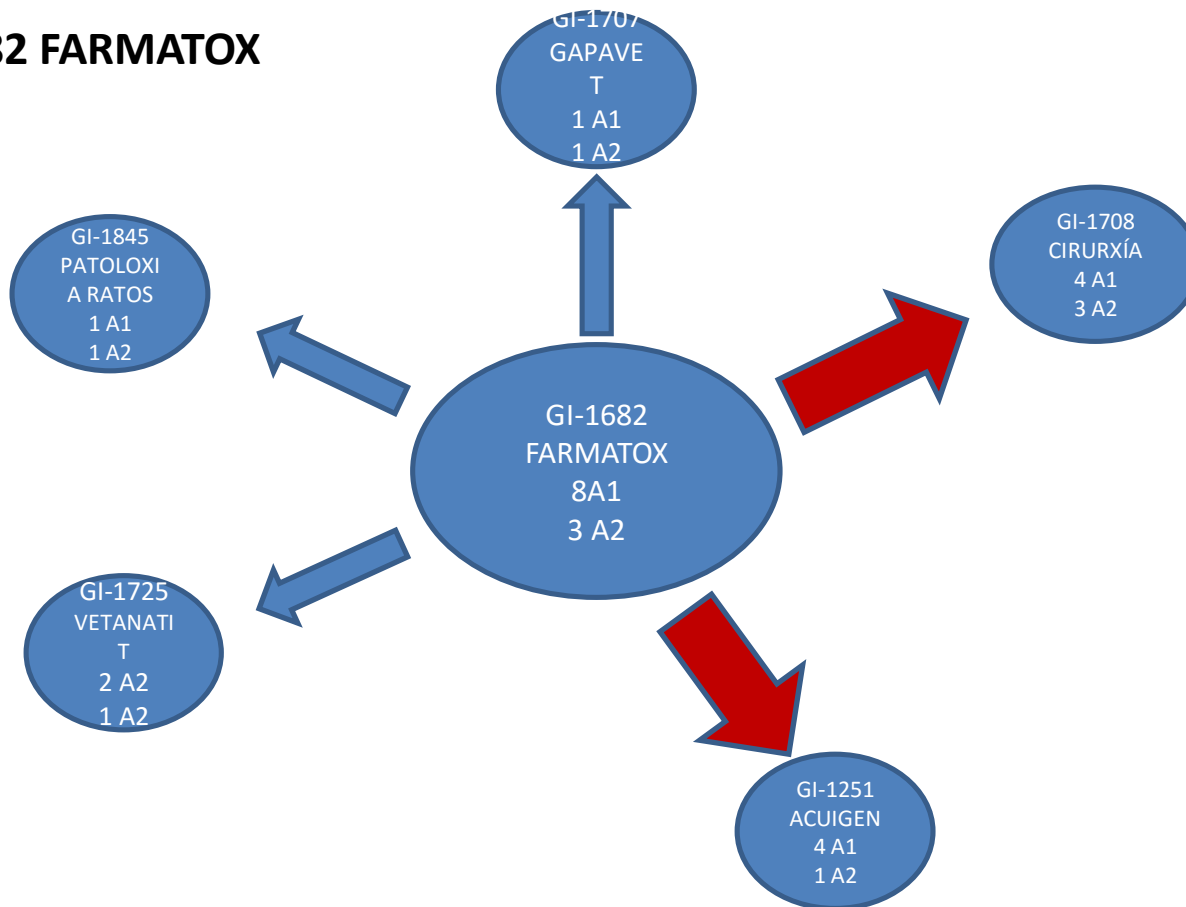 32 FARMATOX
GI-1707
GAPAVE
T
1 A1
1 A2
GI-1708
CIRURXÍA
4 A1
3 A2
GI-1845
PATOLOXI
A RATOS
1 A1
1 A2
GI-1682
FARMATOX
8A1
3 A2
GI-1725
VETANATI
T
2 A2
1 A2
GI-1251
ACUIGEN
4 A1
1 A2